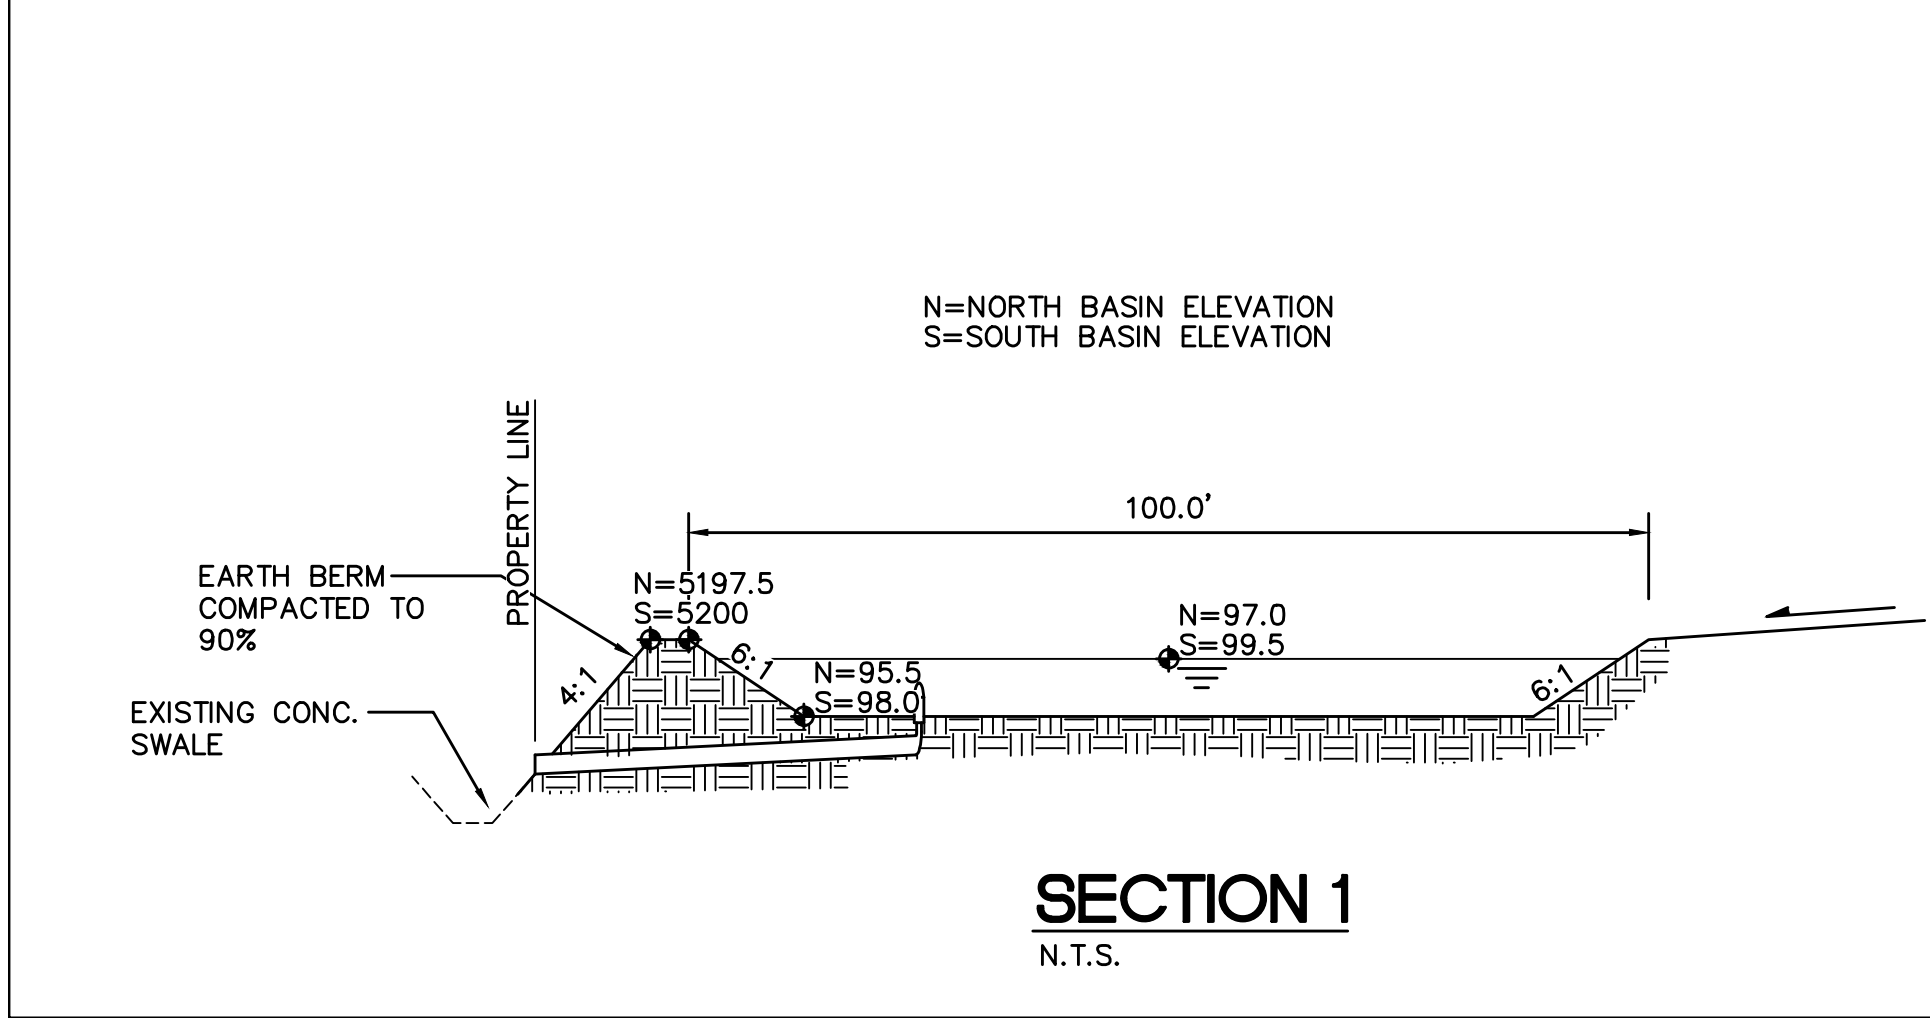 N=NORTH BASIN ELEVATION
S=SOUTH BASIN ELEVATION
PROPERTY LINE
100.0'
EARTH BERM
COMPACTED TO
90%
N=5197.5
S=5200
N=97.0
S=99.5
6:1
4:1
N=95.5
S=98.0
6:1
EXISTING CONC.
SWALE
SECTION 1
N.T.S.